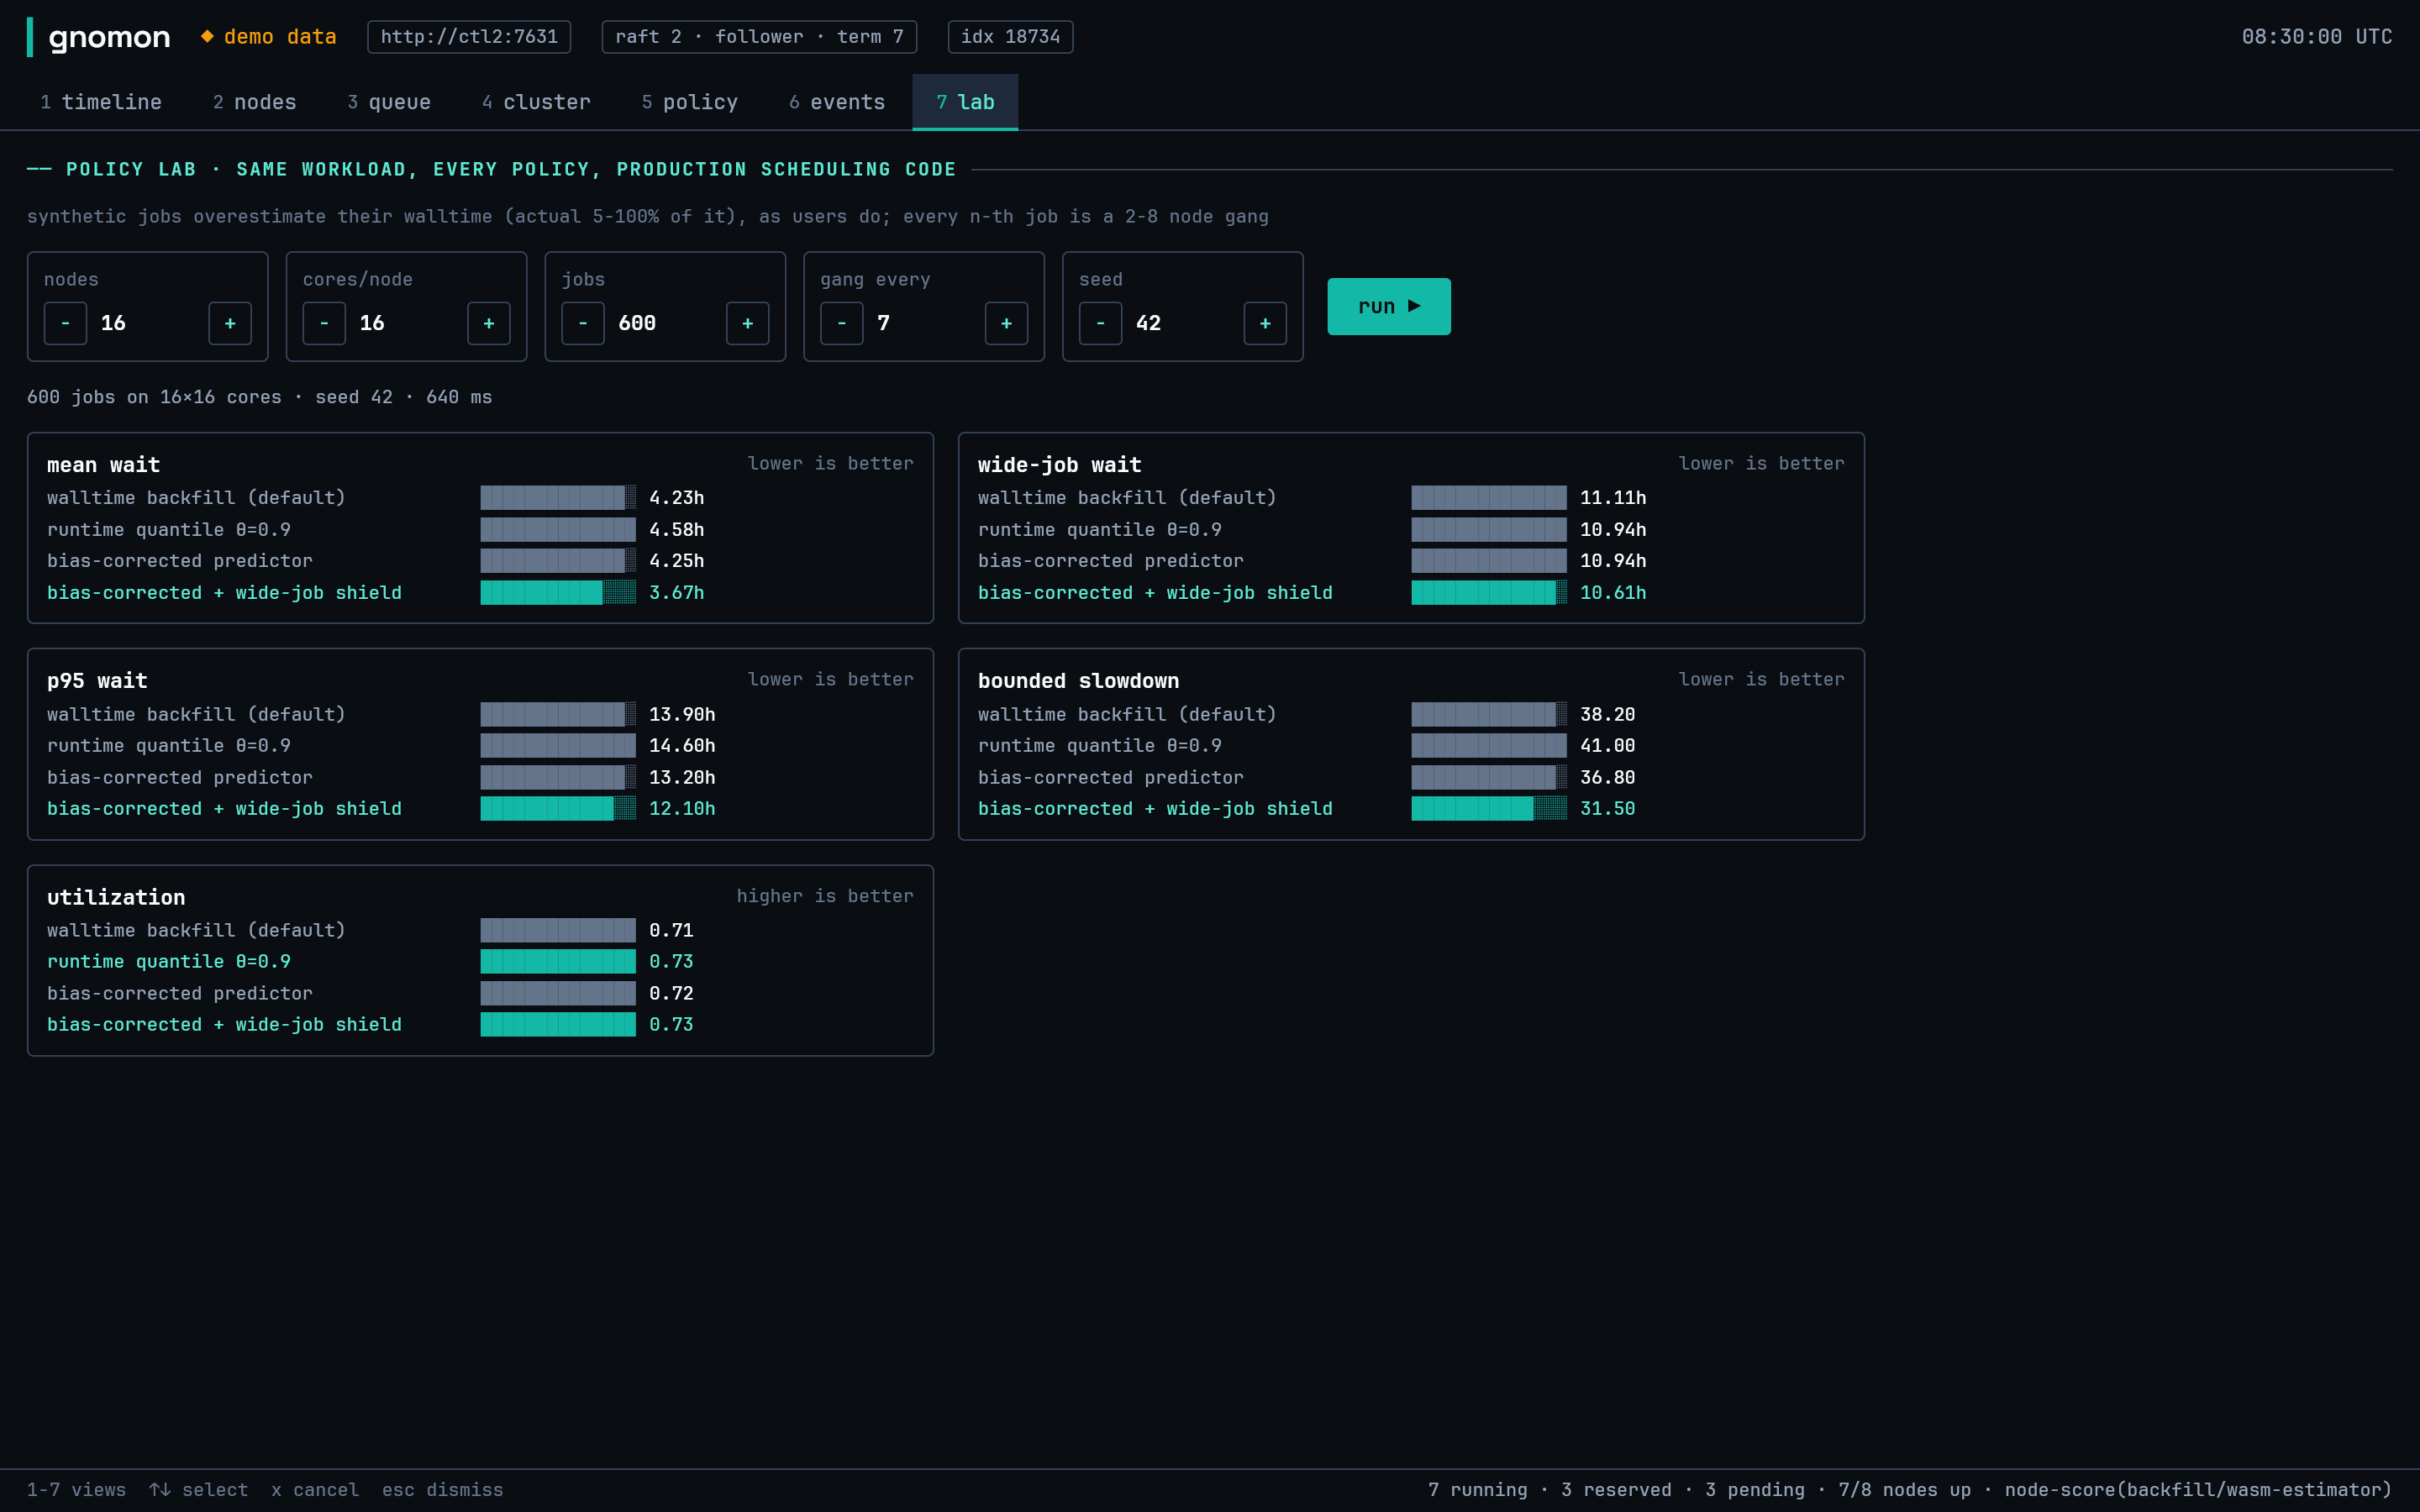 gnomon ◆ demo data http://ctl2:7631 raft 2 · follower · term 7 idx 18734 08:30:00 UTC
1 timeline 2 nodes 3 queue 4 cluster 5 policy 6 events 7 lab
—— POLICY LAB · SAME WORKLOAD, EVERY POLICY, PRODUCTION SCHEDULING CODE
synthetic jobs overestimate their walltime (actual 5-100% of it), as users do; every n-th job is a 2-8 node gang
nodes cores/node jobs gang every seed
- 16 + - 16 + - 600 + - 7 + - 42 + run ►
600 jobs on 16×16 cores · seed 42 · 640 ms
mean wait lower is better
walltime backfill (default) 4.23h
runtime quantile θ=0.9 4.58h
bias-corrected predictor 4.25h
bias-corrected + wide-job shield 3.67h
wide-job wait lower is better
walltime backfill (default) 11.11h
runtime quantile θ=0.9 10.94h
bias-corrected predictor 10.94h
bias-corrected + wide-job shield 10.61h
p95 wait lower is better
walltime backfill (default) 13.90h
runtime quantile θ=0.9 14.60h
bias-corrected predictor 13.20h
bias-corrected + wide-job shield 12.10h
bounded slowdown lower is better
walltime backfill (default) 38.20
runtime quantile θ=0.9 41.00
bias-corrected predictor 36.80
bias-corrected + wide-job shield 31.50
utilization higher is better
walltime backfill (default) 0.71
runtime quantile θ=0.9 0.73
bias-corrected predictor 0.72
bias-corrected + wide-job shield 0.73
1-7 views ↑↓ select x cancel esc dismiss 7 running · 3 reserved · 3 pending · 7/8 nodes up · node-score(backfill/wasm-estimator)